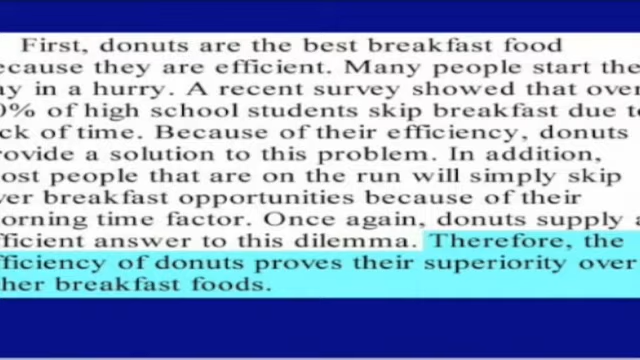 First, donuts are the best breakfast food
ecause they are efficient. Many people start the
ay in a hurry. A recent survey showed that over
0% of high school students skip breakfast due to
ck of time. Because of their efficiency, donuts
rovide a solution to this problem. In addition,
ost people that are on the run will simply skip
ver breakfast opportunities because of their
orning time factor. Once again, donuts supply a
fficient answer to this dilemma. Therefore, the
fficiency of donuts proves their superiority over
ther breakfast foods.